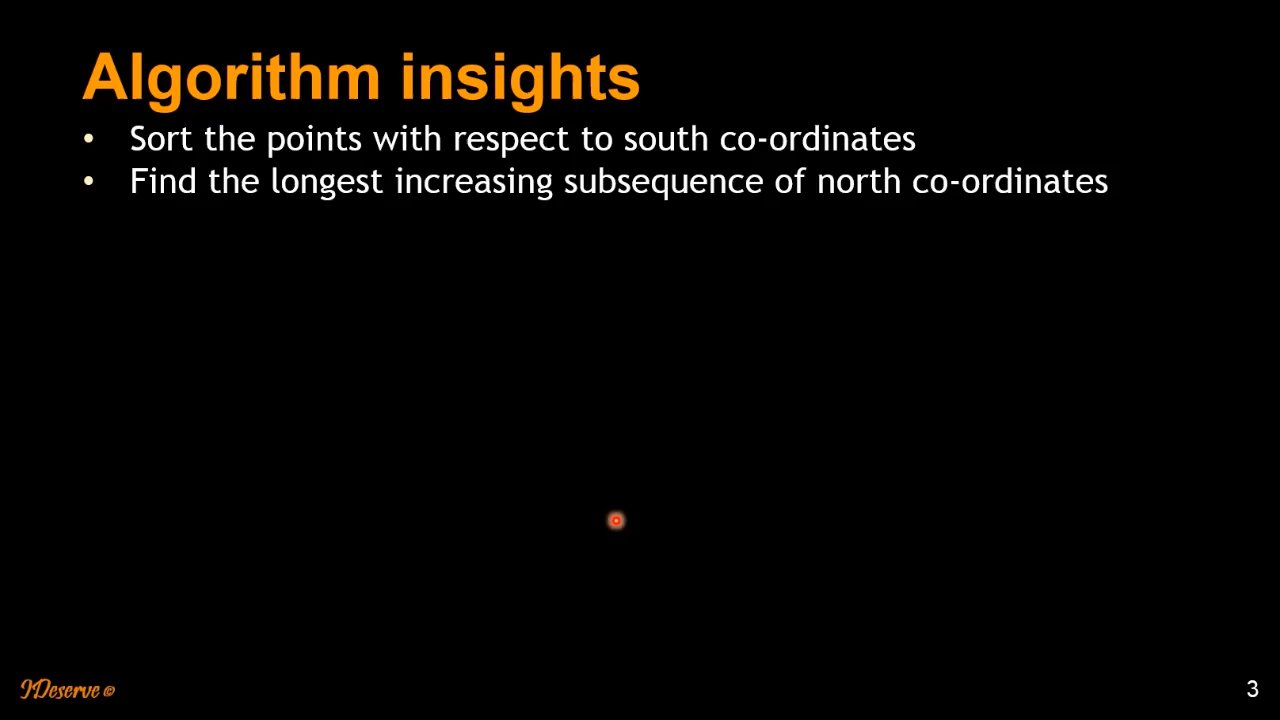 Algorithm insights
• Sort the points with respect to south co-ordinates
• Find the longest increasing subsequence of north co-ordinates
IDeserve ©
3